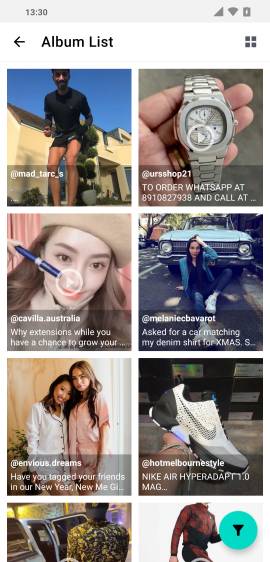 13:30
Album List
@mad_tarc_s
...
@ursshop21
TO ORDER WHATSAPP AT
8910827938 AND CALL AT ...
@cavilla.australia
Why extensions while you
have a chance to grow your ...
@melaniecbavarot
Asked for a car matching
my denim shirt for XMAS. S...
@envious.dreams
Have you tagged your friends
in our New Year, New Me Gi...
@hotmelbournestyle
NIKE AIR HYPERADAPT 1.0
MAG...